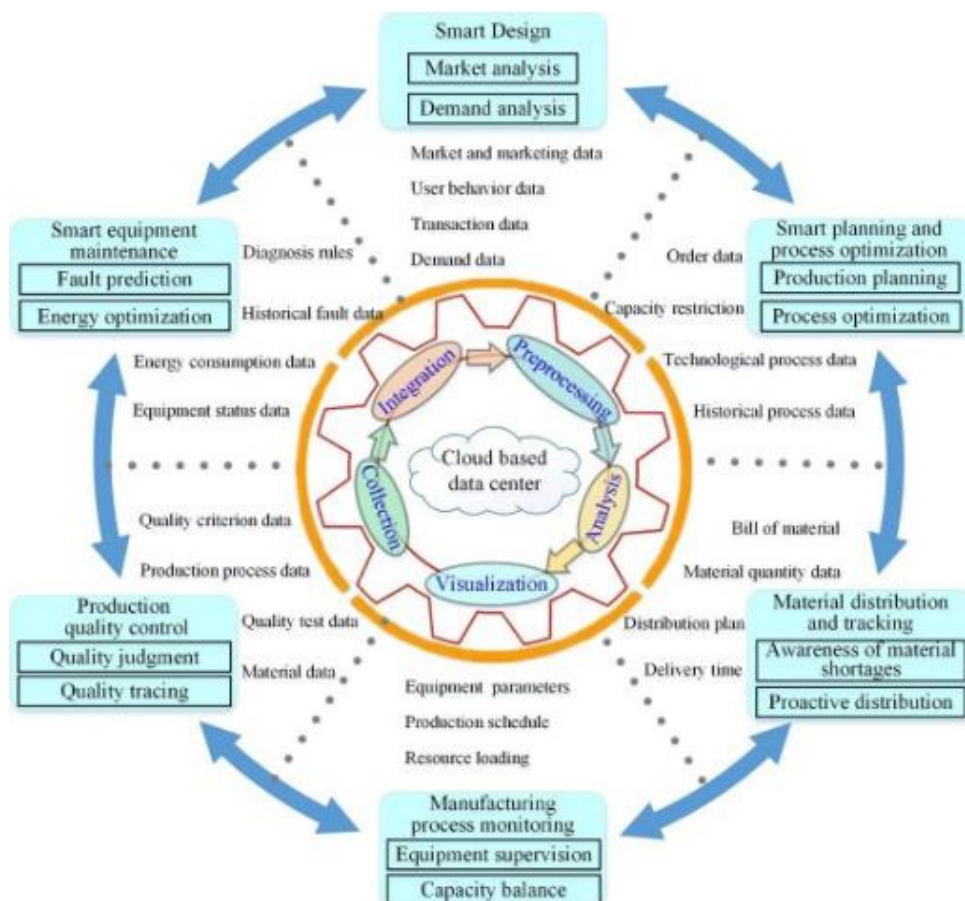 Smart Design
Market analysis
Demand analysis
Market and marketing data
User behavior data
Transaction data
Demand data
Smart equipment
maintenance
Fault prediction
Energy optimization
Diagnosis rules
Historical fault data
Energy consumption data
Equipment status data
Smart planning and
process optimization
Production planning
Process optimization
Order data
Capacity restriction
Technological process data
Historical process data
Integration
Preprocessing
Analysis
Visualization
Collection
Cloud based
data center
Quality criterion data
Production process data
Quality test data
Material data
Production
quality control
Quality judgment
Quality tracing
Bill of material
Material quantity data
Distribution plan
Delivery time
Material distribution
and tracking
Awareness of material
shortages
Proactive distribution
Equipment parameters
Production schedule
Resource loading
Manufacturing
process monitoring
Equipment supervision
Capacity balance